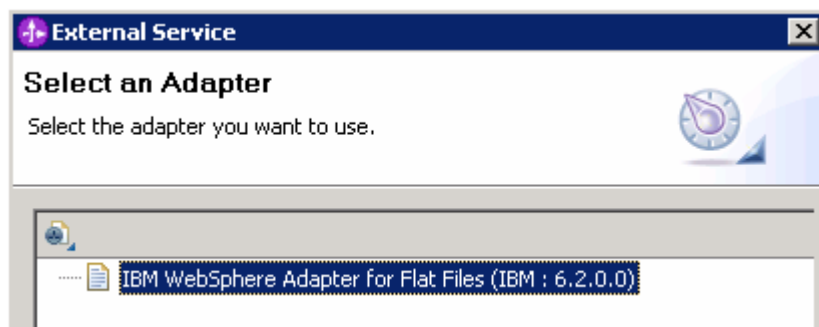 External Service
Select an Adapter
Select the adapter you want to use.
IBM WebSphere Adapter for Flat Files (IBM : 6.2.0.0)